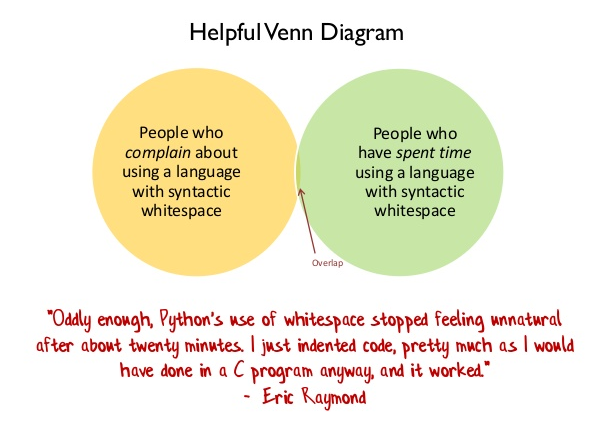 Helpful Venn Diagram
People who
complain about
using a language
with syntactic
whitespace
People who
have spent time
using a language
with syntactic
whitespace
Overlap
"Oddly enough, Python's use of whitespace stopped feeling unnatural
after about twenty minutes. I just indented code, pretty much as I would
have done in a C program anyway, and it worked."
- Eric Raymond